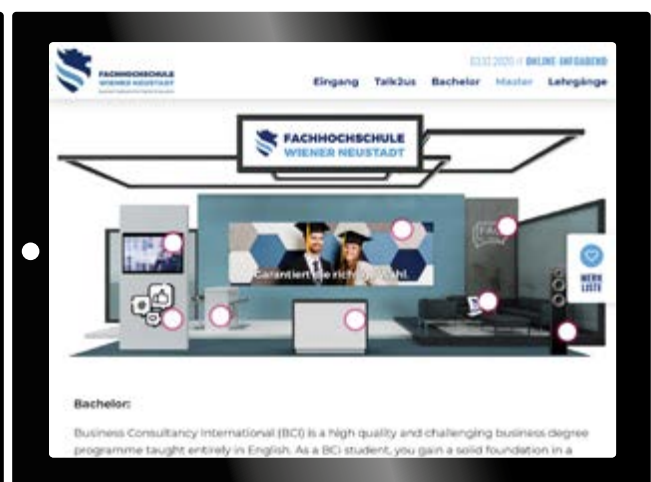 FACHHOCHSCHULE
WIENER NEUSTADT
03.12.2020 // ONLINE-INFOABEND
Eingang Talk2us Bachelor Master Lehrgänge
FACHHOCHSCHULE
WIENER NEUSTADT
FAQ
Garantiert die richtige Wahl.
MERK
LISTE
Bachelor:
Business Consultancy International (BCI) is a high quality and challenging business degree
programme taught entirely in English. As a BCI student, you gain a solid foundation in a